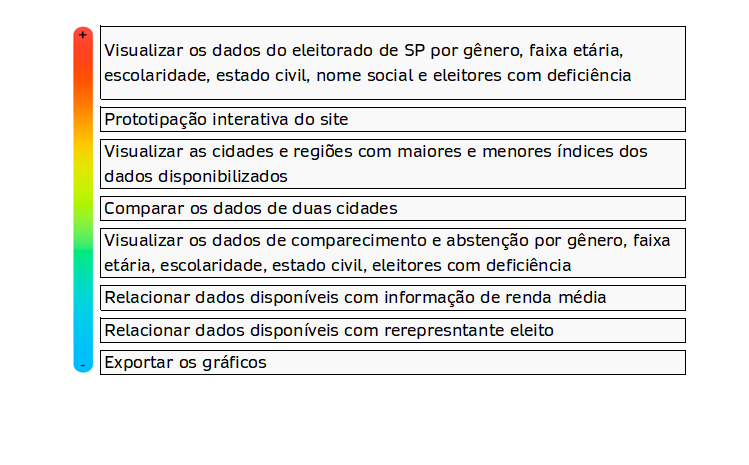 +
Visualizar os dados do eleitorado de SP por gênero, faixa etária,
escolaridade, estado civil, nome social e eleitores com deficiência
Prototipação interativa do site
Visualizar as cidades e regiões com maiores e menores índices dos
dados disponibilizados
Comparar os dados de duas cidades
Visualizar os dados de comparecimento e abstenção por gênero, faixa
etária, escolaridade, estado civil, eleitores com deficiência
Relacionar dados disponíveis com informação de renda média
Relacionar dados disponíveis com rerepresntante eleito
Exportar os gráficos
-